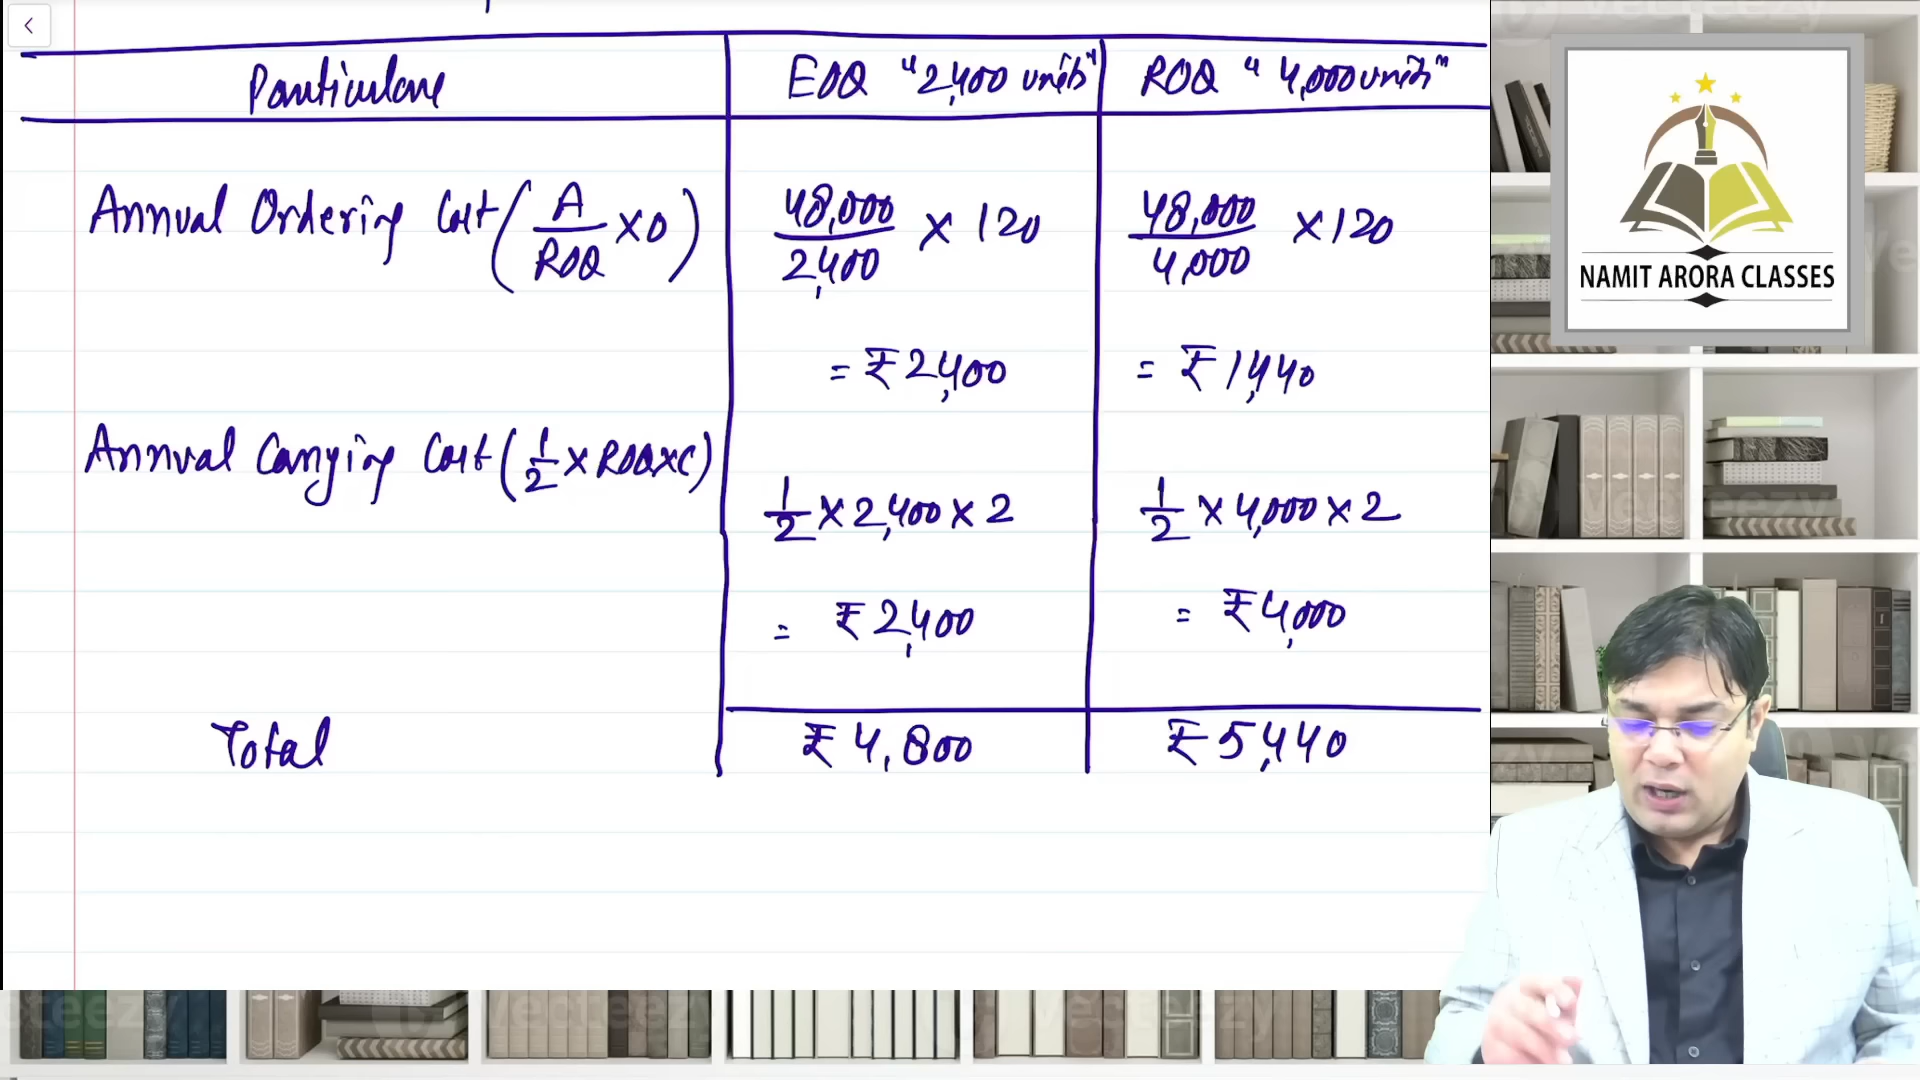 Particulars EOQ "2,400 units" ROQ "4,000 units"
Annual Ordering Cost (A/ROQ × O) 48,000/2,400 × 120 48,000/4,000 × 120
= ₹2,400 = ₹1,440
Annual Carrying Cost (1/2 × ROQ × C)
1/2 × 2,400 × 2 1/2 × 4,000 × 2
= ₹2,400 = ₹4,000
Total ₹4,800 ₹5,440
NAMIT ARORA CLASSES